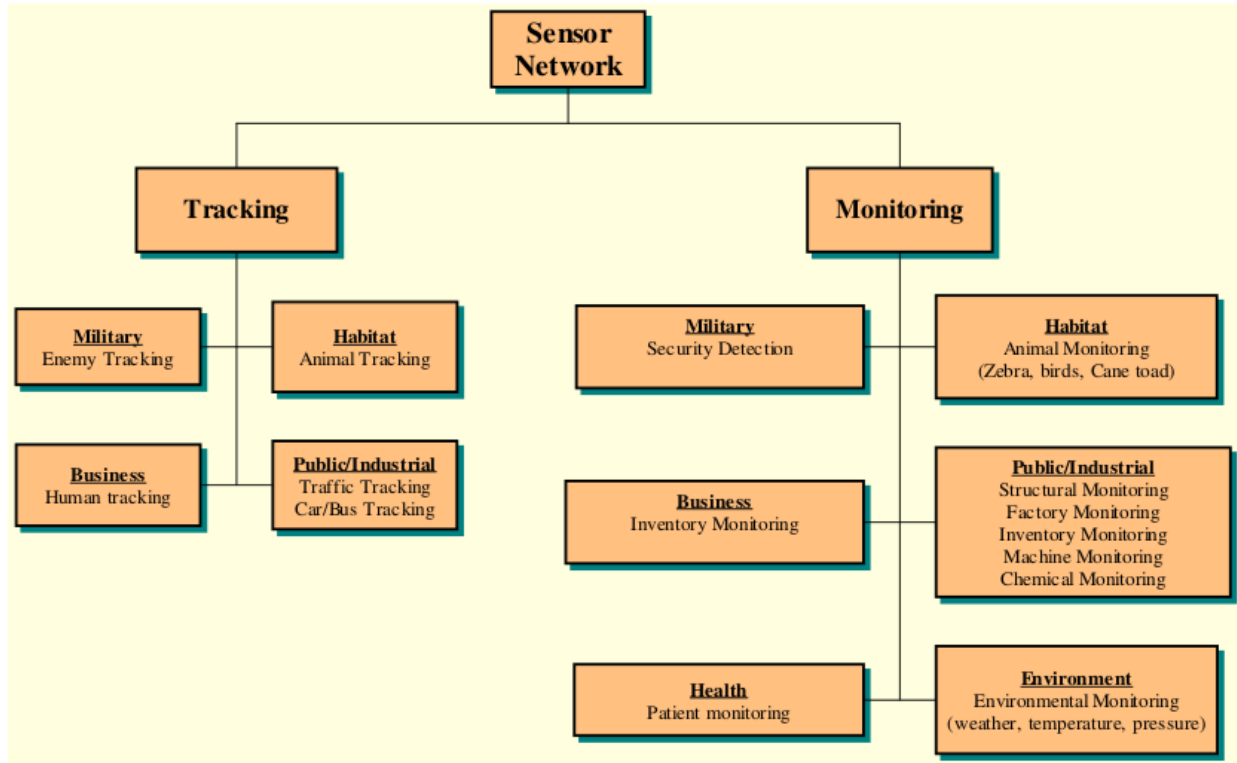 Sensor
Network
Tracking
Monitoring
Military
Enemy Tracking
Habitat
Animal Tracking
Business
Human tracking
Public/Industrial
Traffic Tracking
Car/Bus Tracking
Military
Security Detection
Habitat
Animal Monitoring
(Zebra, birds, Cane toad)
Business
Inventory Monitoring
Public/Industrial
Structural Monitoring
Factory Monitoring
Inventory Monitoring
Machine Monitoring
Chemical Monitoring
Health
Patient monitoring
Environment
Environmental Monitoring
(weather, temperature, pressure)